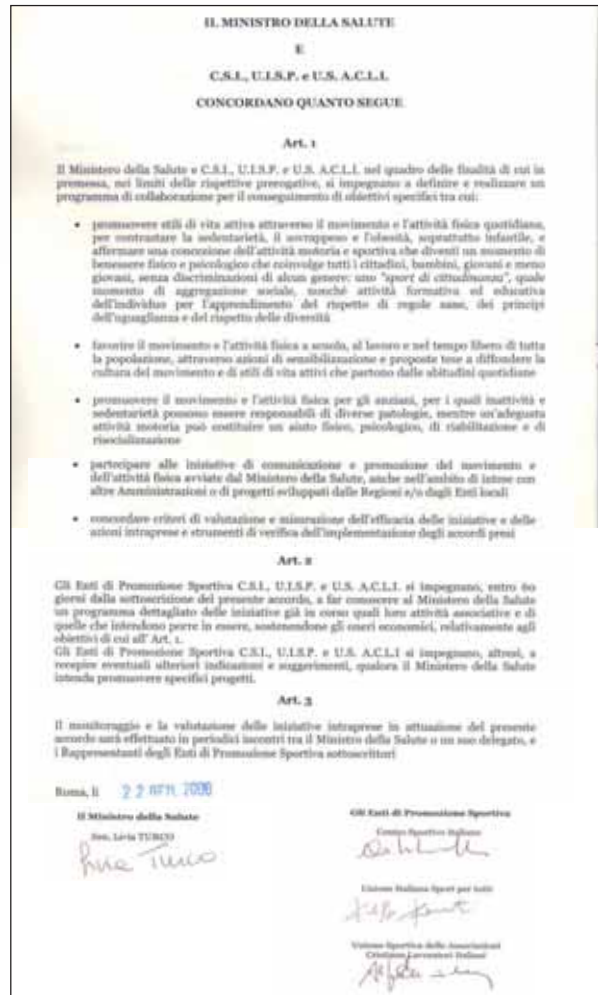 IL MINISTRO DELLA SALUTE
E
C.S.I., U.I.S.P. e U.S. A.C.L.I.
CONCORDANO QUANTO SEGUE
Art. 1
Il Ministero della Salute e C.S.I., U.I.S.P. e U.S. A.C.L.I. nel quadro delle finalità di cui in
premessa, nei limiti delle rispettive prerogative, si impegnano a definire e realizzare un
programma di collaborazione per il conseguimento di obiettivi specifici tra cui:
• promuovere stili di vita attiva attraverso il movimento e l'attività fisica quotidiana,
per contrastare la sedentarietà, il sovrappeso e l'obesità, soprattutto infantile, e
affermare una concezione dell'attività motoria e sportiva che diventi un momento di
benessere fisico e psicologico che coinvolge tutti i cittadini, bambini, giovani e meno
giovani, senza discriminazioni di alcun genere: uno "sport di cittadinanza", quale
momento di aggregazione sociale, nonché attività formativa ed educativa
dell'individuo per l'apprendimento del rispetto di regole sane, dei principi
dell'uguaglianza e del rispetto delle diversità
• favorire il movimento e l'attività fisica a scuola, al lavoro e nel tempo libero di tutta
la popolazione, attraverso azioni di sensibilizzazione e proposte tese a diffondere la
cultura del movimento e di stili di vita attivi che partono dalle abitudini quotidiane
• promuovere il movimento e l'attività fisica per gli anziani, per i quali inattività e
sedentarietà possono essere responsabili di diverse patologie, mentre un'adeguata
attività motoria può costituire un aiuto fisico, psicologico, di riabilitazione e di
risocializzazione
• partecipare alle iniziative di comunicazione e promozione del movimento e
dell'attività fisica avviate dal Ministero della Salute, anche nell'ambito di intese con
altre Amministrazioni o di progetti sviluppati dalle Regioni e/o dagli Enti locali
• concordare criteri di valutazione e misurazione dell'efficacia delle iniziative e delle
azioni intraprese e strumenti di verifica dell'implementazione degli accordi presi
Art. 2
Gli Enti di Promozione Sportiva C.S.I., U.I.S.P. e U.S. A.C.L.I. si impegnano, entro 60
giorni dalla sottoscrizione del presente accordo, a far conoscere al Ministero della Salute
un programma dettagliato delle iniziative già in corso quali loro attività associative e di
quelle che intendono porre in essere, sostenendone gli oneri economici, relativamente agli
obiettivi di cui all' Art. 1.
Gli Enti di Promozione Sportiva C.S.I., U.I.S.P. e U.S. A.C.L.I si impegnano, altresì, a
recepire eventuali ulteriori indicazioni e suggerimenti, qualora il Ministero della Salute
intenda promuovere specifici progetti.
Art. 3
Il monitoraggio e la valutazione delle iniziative intraprese in attuazione del presente
accordo sarà effettuato in periodici incontri tra il Ministro della Salute o un suo delegato, e
i Rappresentanti degli Enti di Promozione Sportiva sottoscrittori
Roma, li 22
Il Ministro della Salute
Sen. Livia TURCO
Livia Turco
Gli Enti di Promozione Sportiva
Centro Sportivo Italiano
Unione Italiana Sport per tutti
Unione Sportiva delle Associazioni
Cristiane Lavoratori Italiani